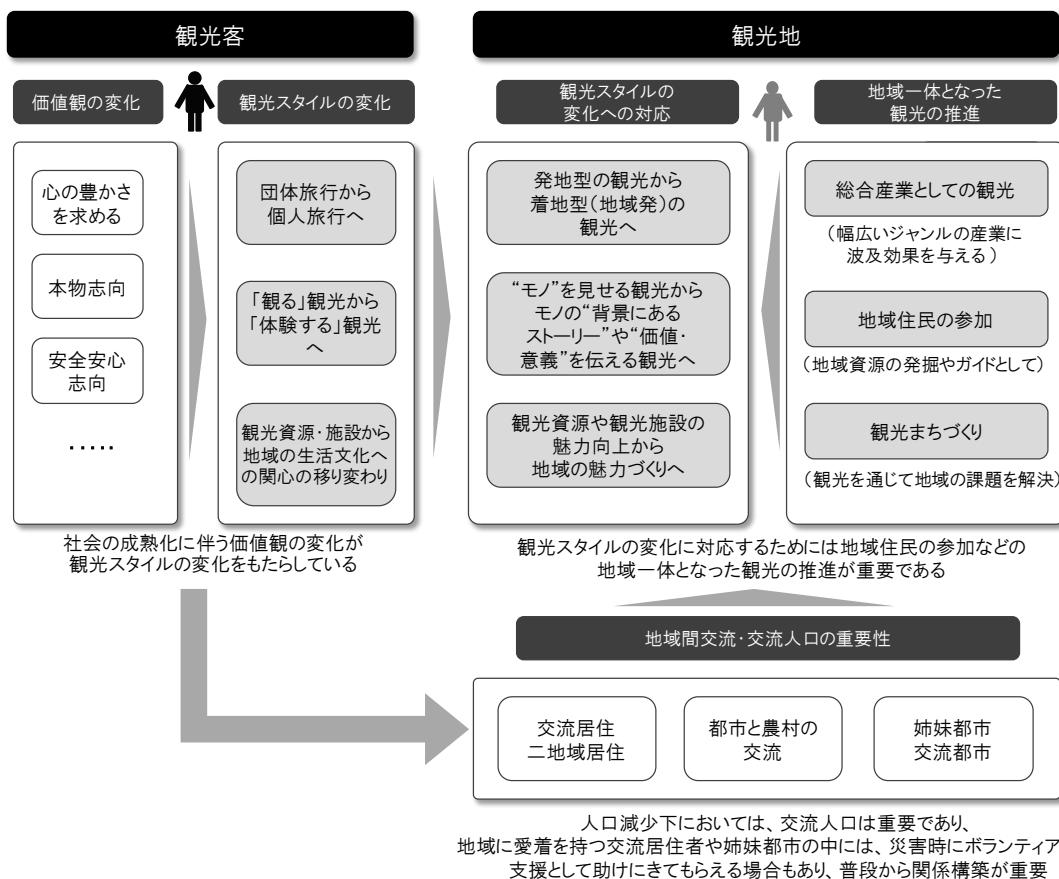 観光客
観光地
価値観の変化
観光スタイルの変化
観光スタイルの
変化への対応
地域一体となった
観光の推進
心の豊かさ
を求める
本物志向
安全安心
志向
・・・・・
団体旅行から
個人旅行へ
「観る」観光から
「体験する」観光
へ
観光資源・施設から
地域の生活文化へ
の関心の移り変わり
発地型の観光から
着地型(地域発)の
観光へ
“モノ”を見せる観光から
モノの“背景にある
ストーリー”や“価値・
意義”を伝える観光へ
観光資源や観光施設の
魅力向上から
地域の魅力づくりへ
総合産業としての観光
(幅広いジャンルの産業に
波及効果を与える)
地域住民の参加
(地域資源の発掘やガイドとして)
観光まちづくり
(観光を通じて地域の課題を解決)
社会の成熟化に伴う価値観の変化が
観光スタイルの変化をもたらしている
観光スタイルの変化に対応するためには地域住民の参加などの
地域一体となった観光の推進が重要である
地域間交流・交流人口の重要性
交流居住
二地域居住
都市と農村の
交流
姉妹都市
交流都市
人口減少下においては、交流人口は重要であり、
地域に愛着を持つ交流居住者や姉妹都市の中には、災害時にボランティア
支援として助けにきてもらえる場合もあり、普段から関係構築が重要